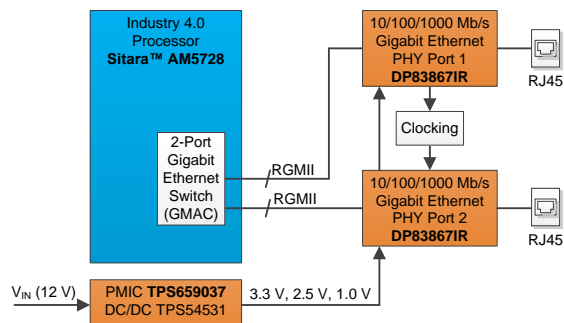 Industry 4.0
Processor
Sitara™ AM5728
2-Port
Gigabit
Ethernet
Switch
(GMAC)
RGMII
RGMII
10/100/1000 Mb/s
Gigabit Ethernet
PHY Port 1
DP83867IR
RJ45
Clocking
10/100/1000 Mb/s
Gigabit Ethernet
PHY Port 2
DP83867IR
RJ45
VIN (12 V)
PMIC TPS659037
DC/DC TPS54531
3.3 V, 2.5 V, 1.0 V